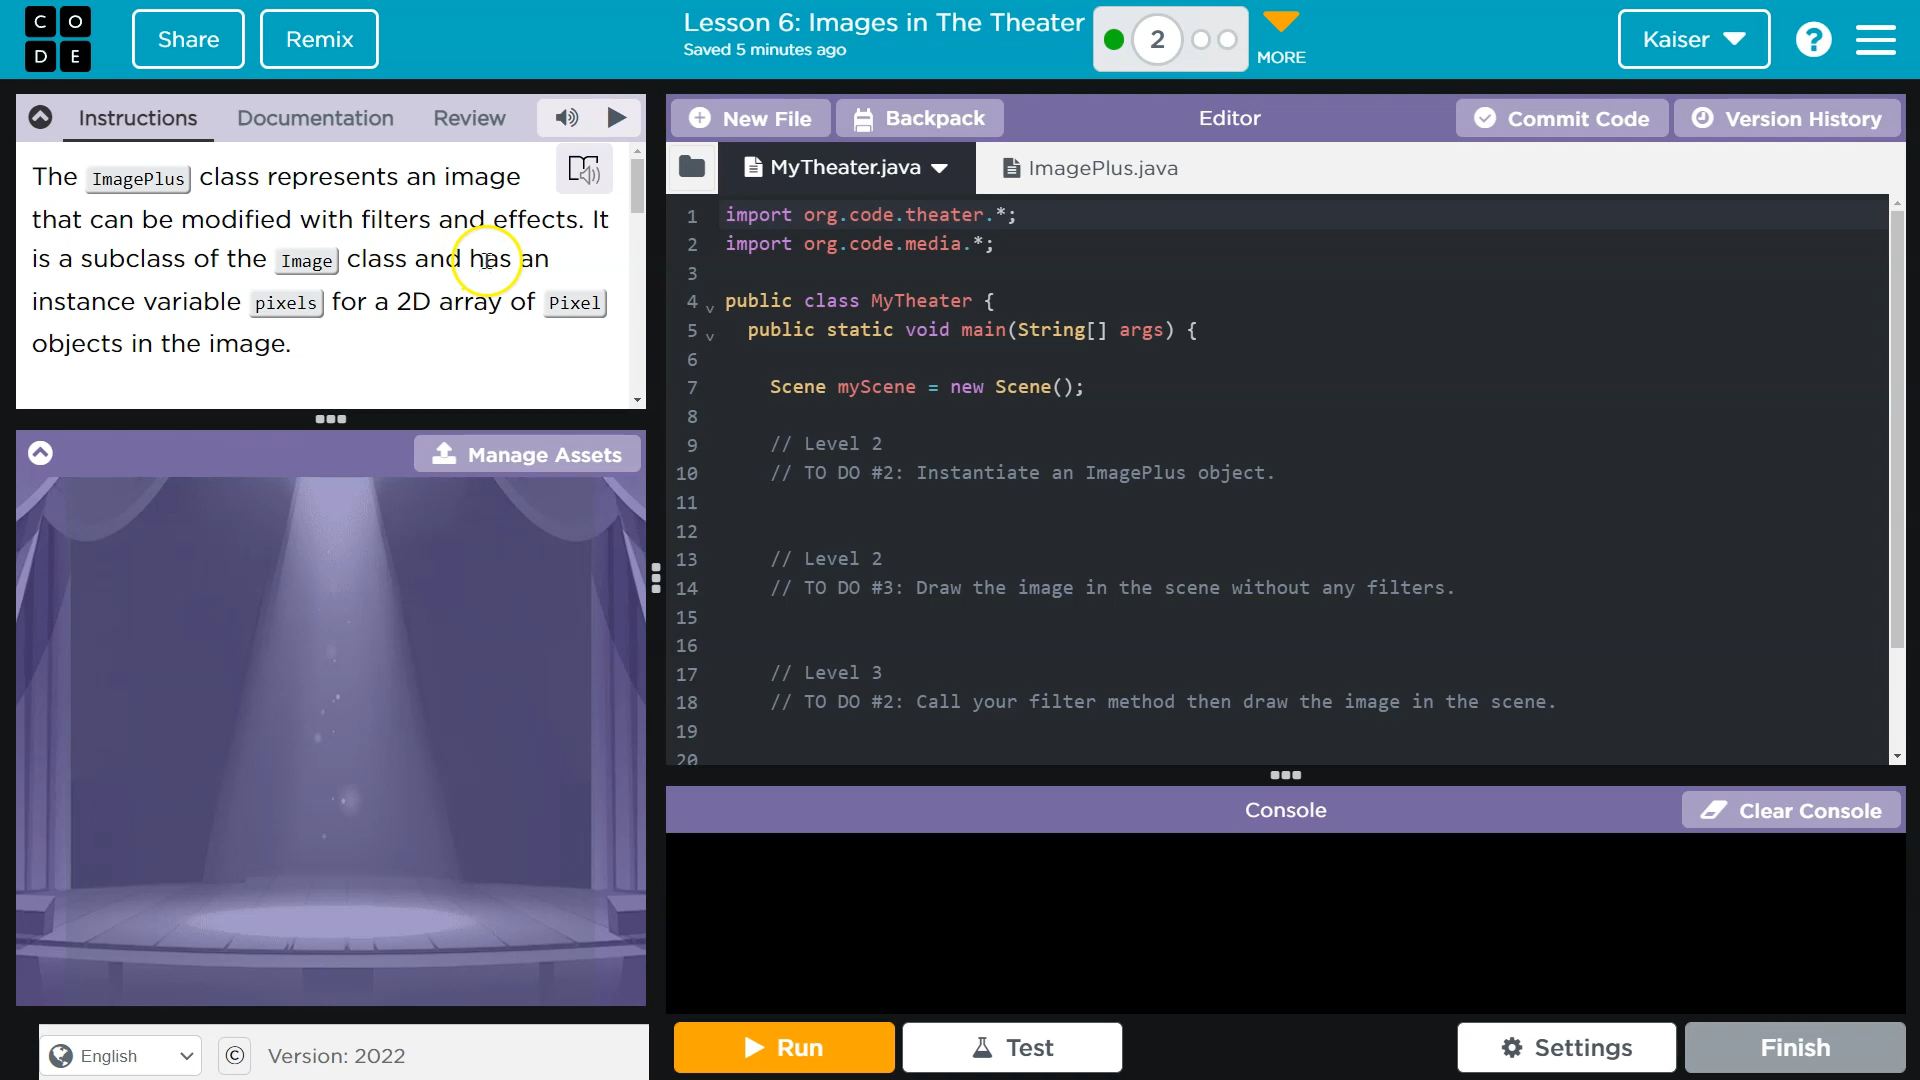 C O
D E
Share
Remix
Lesson 6: Images in The Theater
Saved 5 minutes ago
2
MORE
Kaiser
?
Instructions
Documentation
Review
The ImagePlus class represents an image
that can be modified with filters and effects. It
is a subclass of the Image class and has an
instance variable pixels for a 2D array of Pixel
objects in the image.
Manage Assets
English
©
Version: 2022
New File
Backpack
Editor
Commit Code
Version History
MyTheater.java
ImagePlus.java
1 import org.code.theater.*;
2 import org.code.media.*;
3
4 public class MyTheater {
5 public static void main(String[] args) {
6
7 Scene myScene = new Scene();
8
9 // Level 2
10 // TO DO #2: Instantiate an ImagePlus object.
11
12
13 // Level 2
14 // TO DO #3: Draw the image in the scene without any filters.
15
16
17 // Level 3
18 // TO DO #2: Call your filter method then draw the image in the scene.
19
20
Console
Clear Console
Run
Test
Settings
Finish